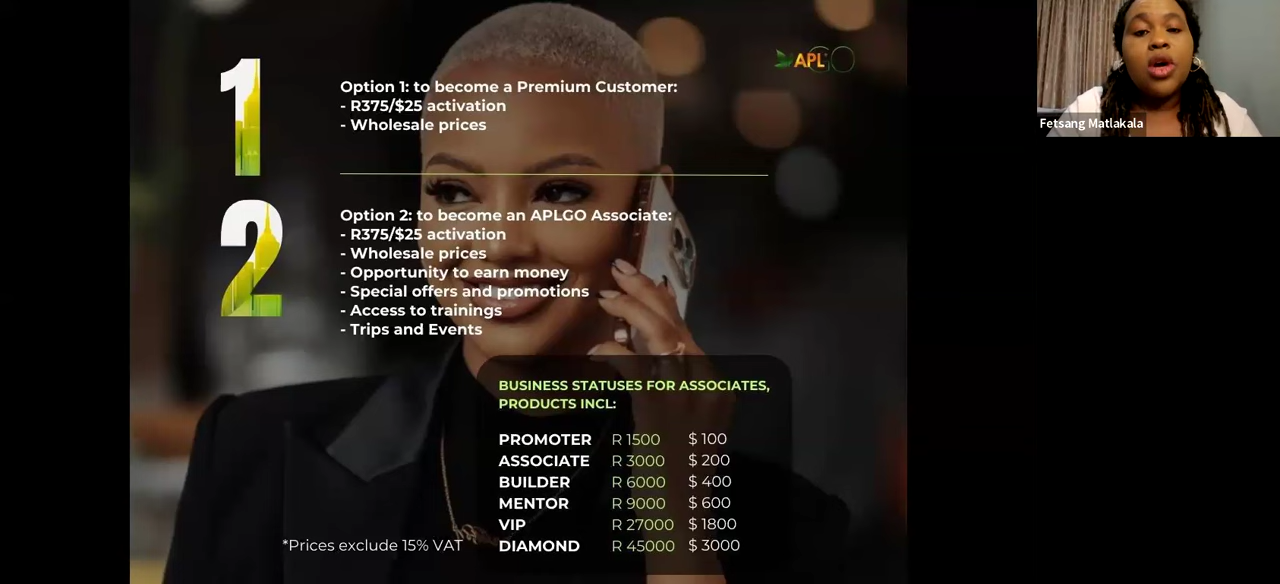 1
Option 1: to become a Premium Customer:
- R375/$25 activation
- Wholesale prices
APLGO
Fetsang Matlakala
2
Option 2: to become an APLGO Associate:
- R375/$25 activation
- Wholesale prices
- Opportunity to earn money
- Special offers and promotions
- Access to trainings
- Trips and Events
BUSINESS STATUSES FOR ASSOCIATES,
PRODUCTS INCL:
PROMOTER R 1500 $ 100
ASSOCIATE R 3000 $ 200
BUILDER R 6000 $ 400
MENTOR R 9000 $ 600
VIP R 27000 $ 1800
DIAMOND R 45000 $ 3000
*Prices exclude 15% VAT